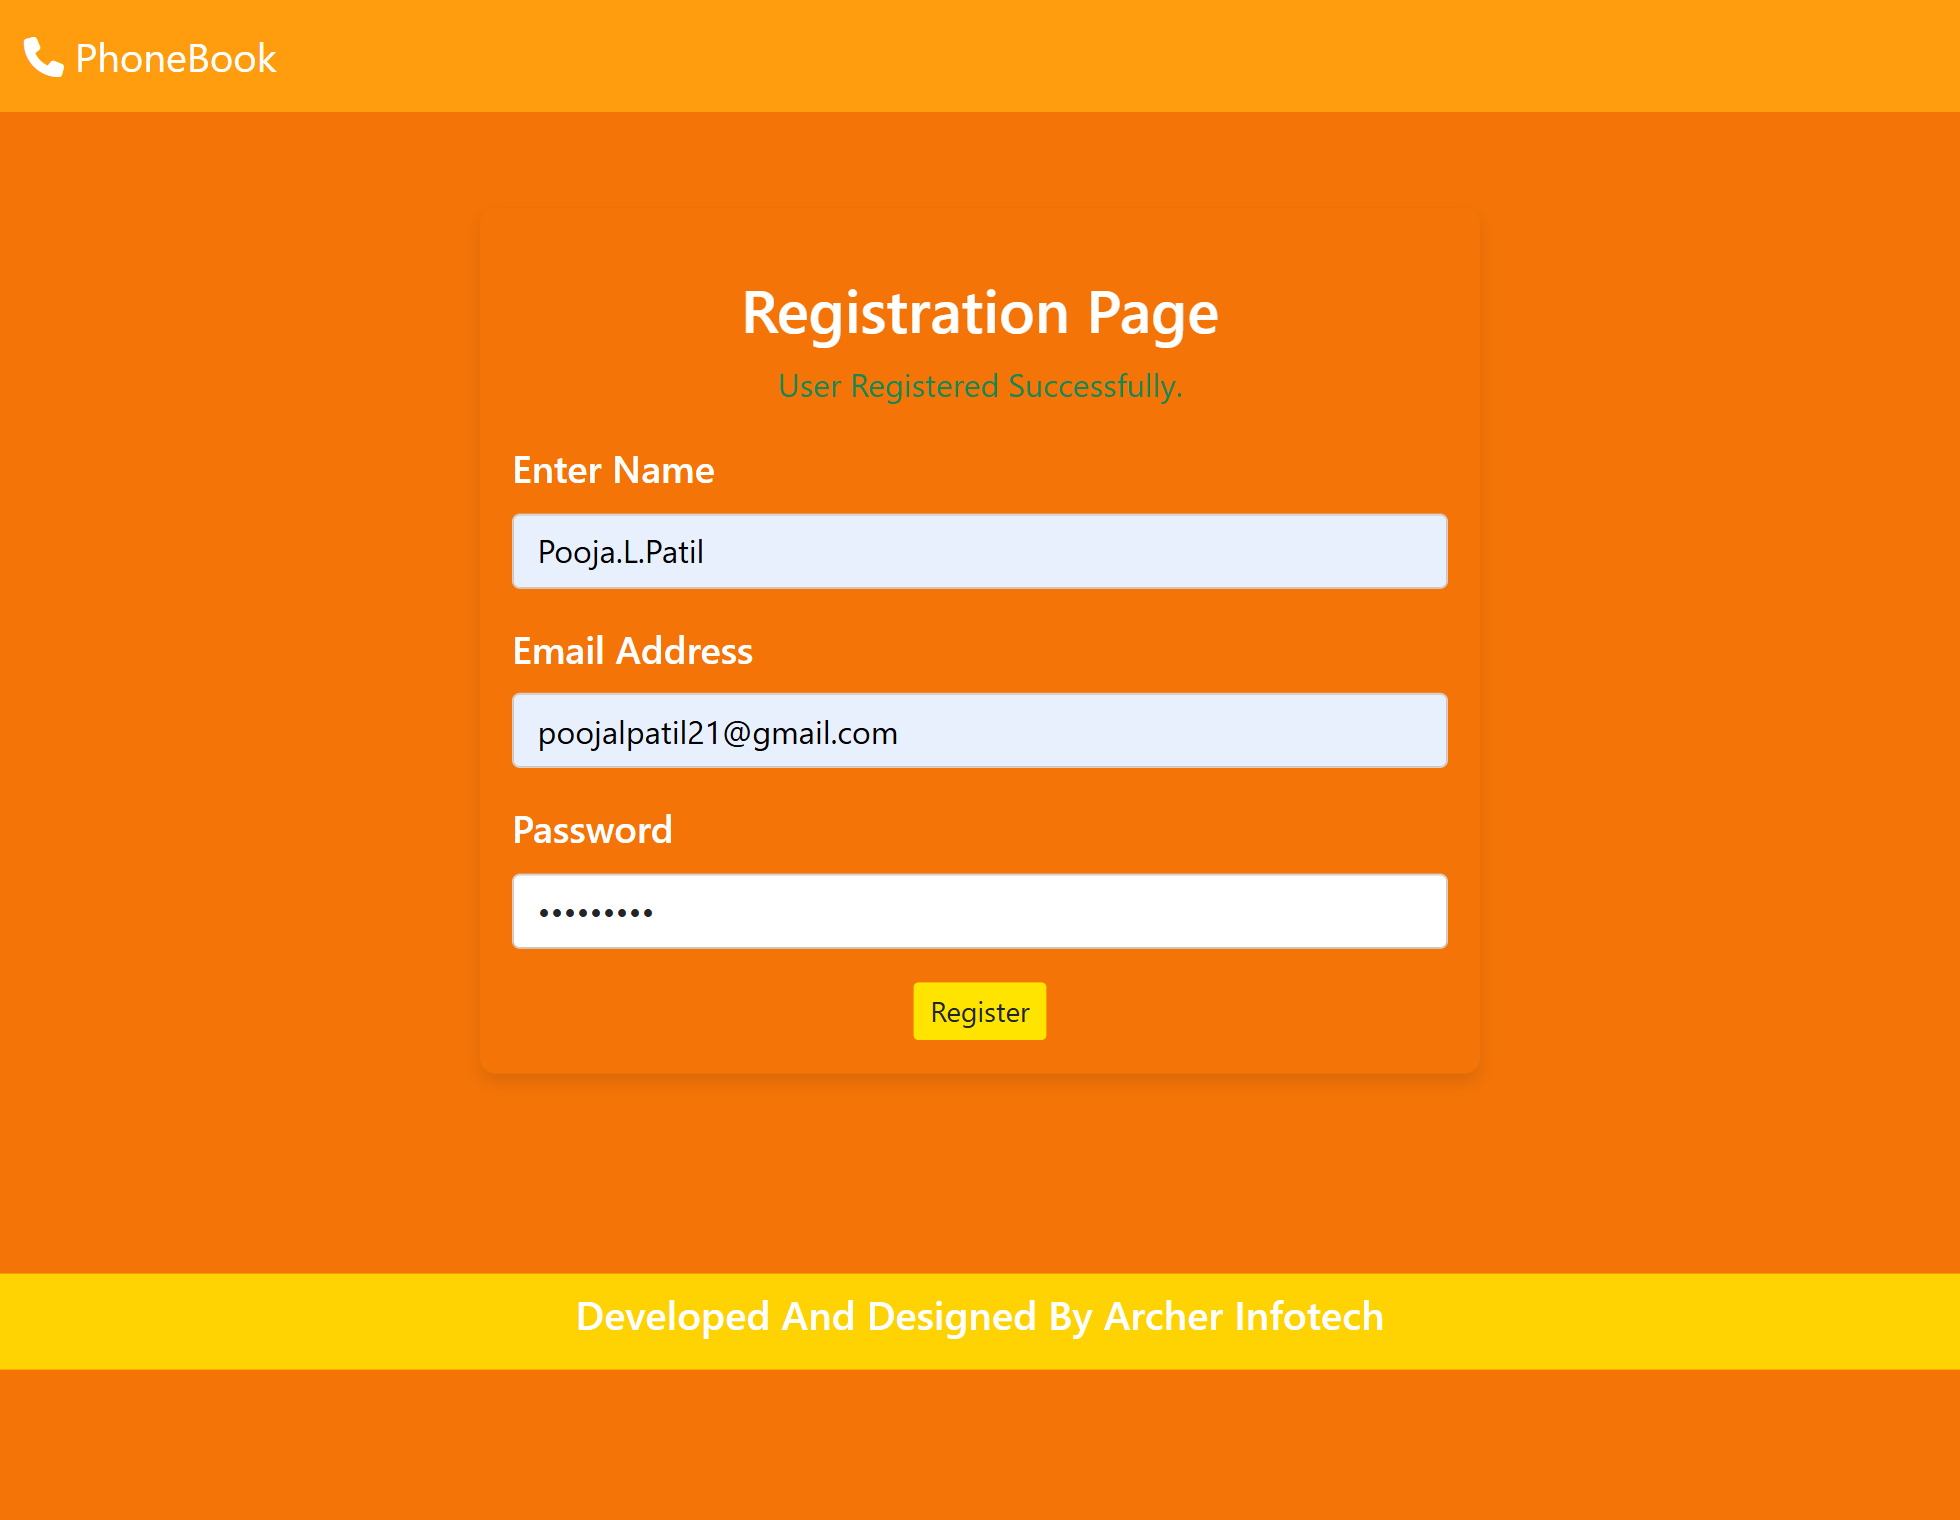 PhoneBook
Registration Page
User Registered Successfully.
Enter Name
Pooja.L.Patil
Email Address
poojalpatil21@gmail.com
Password
•••••••••
Register
Developed And Designed By Archer Infotech